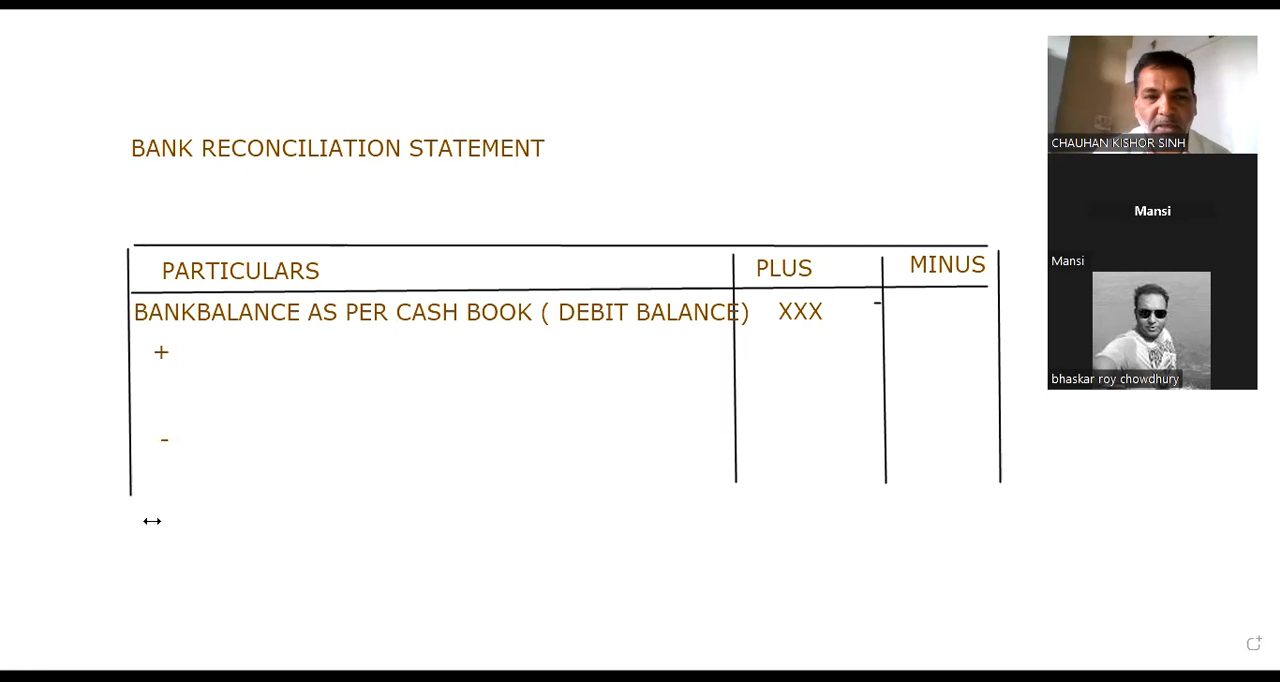 BANK RECONCILIATION STATEMENT
PARTICULARS PLUS MINUS
BANKBALANCE AS PER CASH BOOK ( DEBIT BALANCE) XXX -
+
-
CHAUHAN KISHOR SINH
Mansi
Mansi
bhaskar roy chowdhury